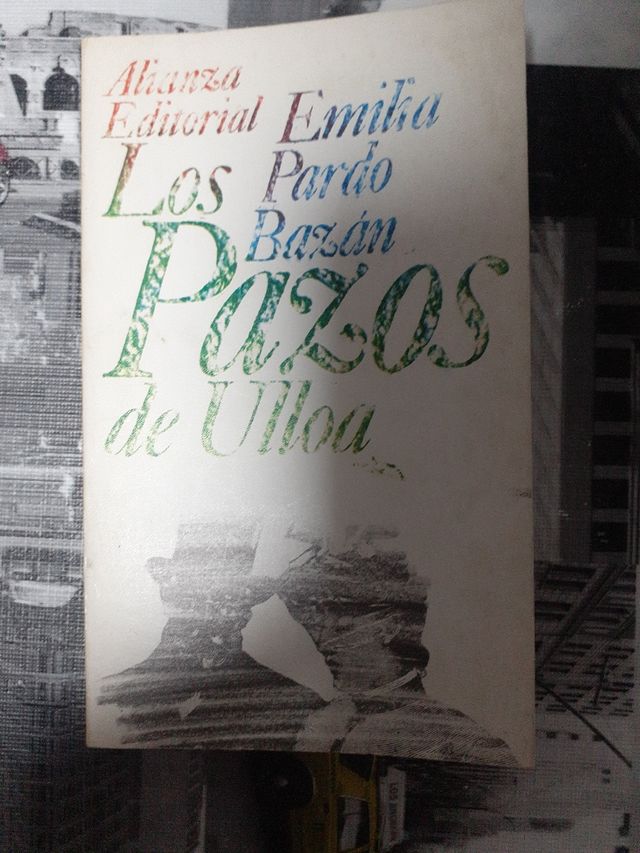 Alianza
Editorial
Emilia
Pardo
Bazán
Los
Pazos
de Ulloa